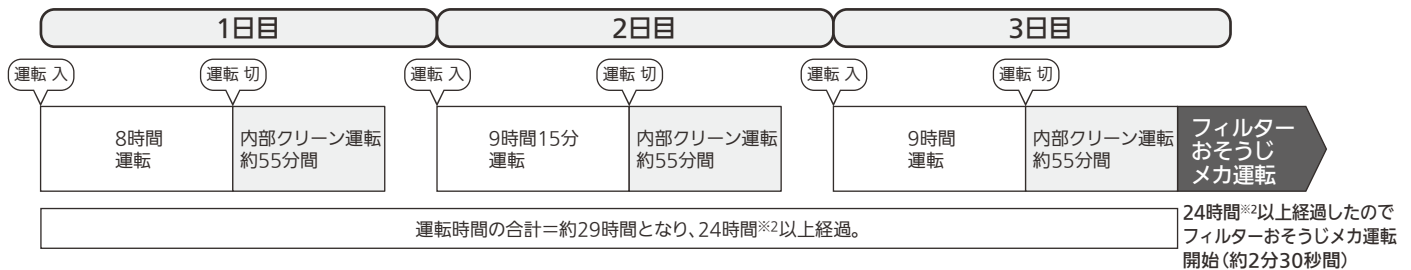 1日目
2日目
3日目
運転 入
運転 切
運転 入
運転 切
運転 入
運転 切
8時間
運転
内部クリーン運転
約55分間
9時間15分
運転
内部クリーン運転
約55分間
9時間
運転
内部クリーン運転
約55分間
フィルター
おそうじ
メカ運転
運転時間の合計＝約29時間となり、24時間※2以上経過。
24時間※2以上経過したので
フィルターおそうじメカ運転
開始（約2分30秒間）